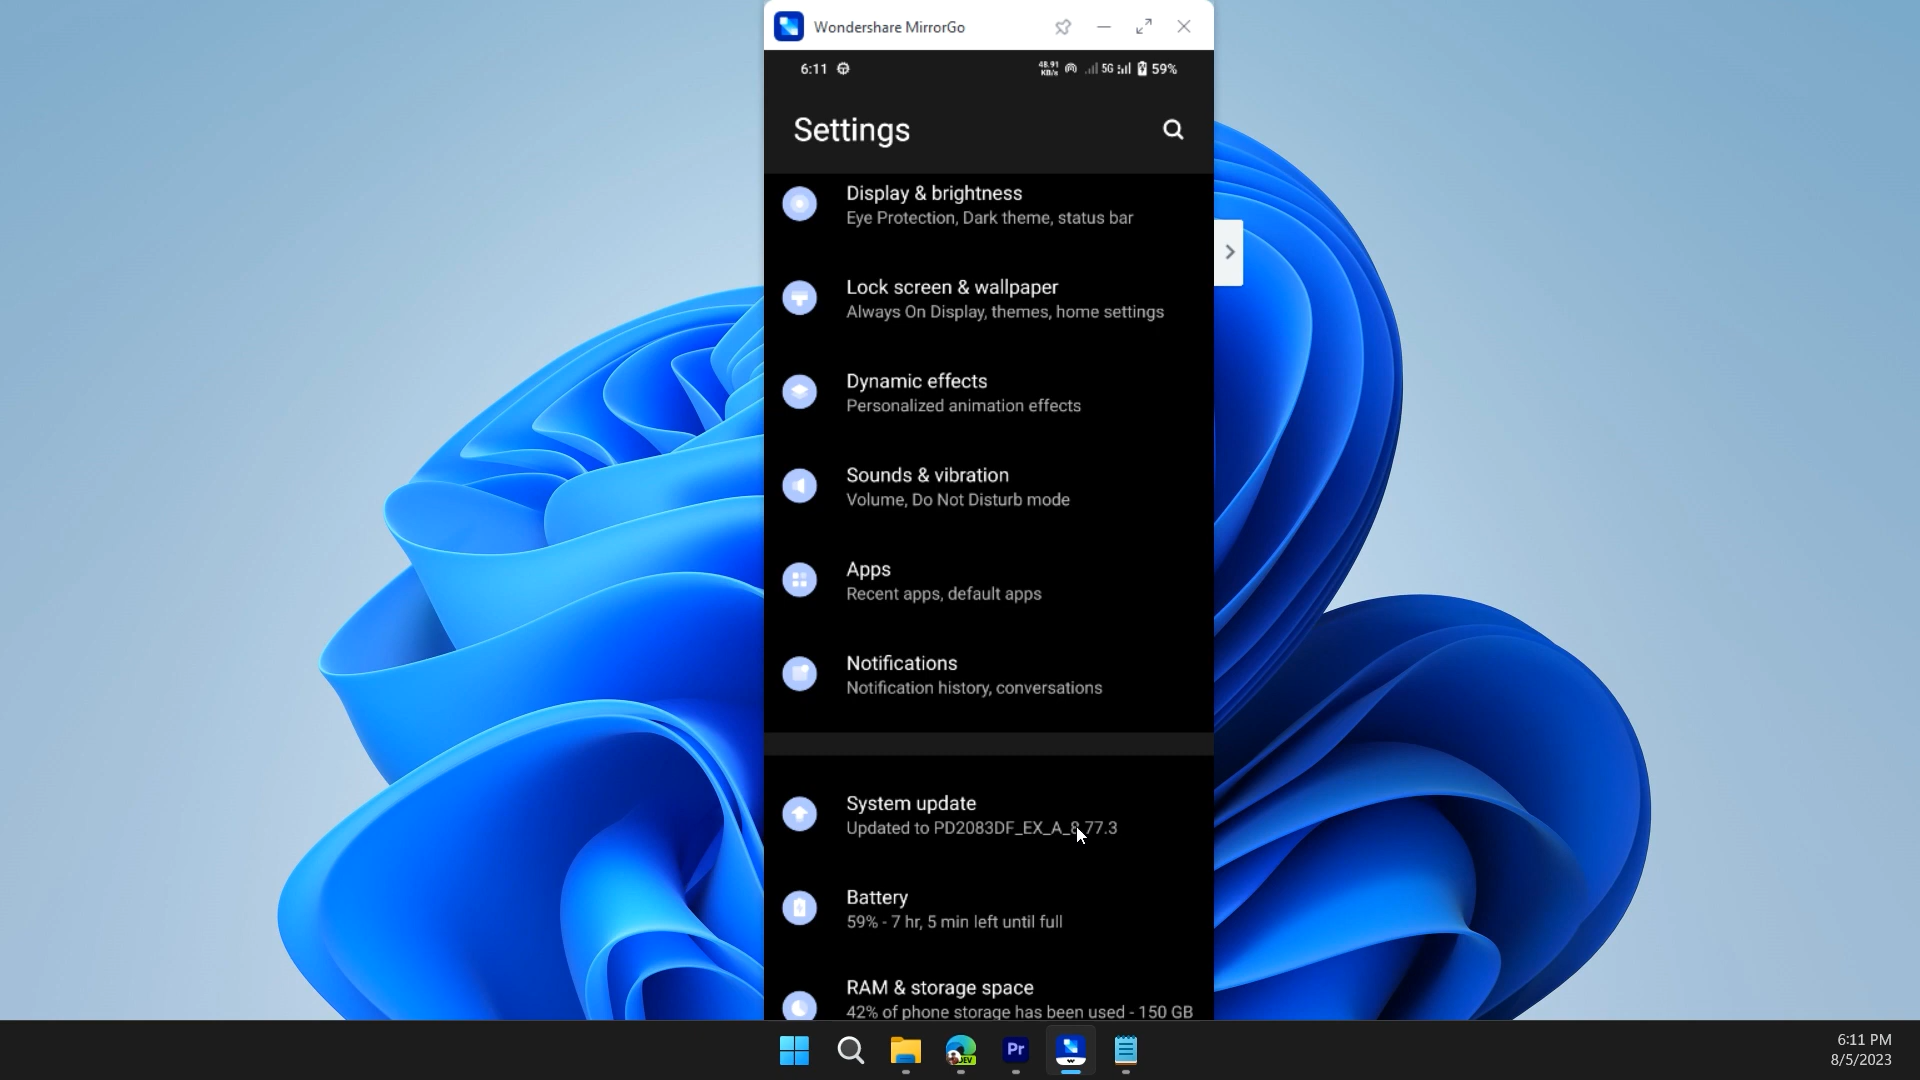 Wondershare MirrorGo
6:11
48.91
KB/s
5G
59%
Settings
Display & brightness
Eye Protection, Dark theme, status bar
Lock screen & wallpaper
Always On Display, themes, home settings
Dynamic effects
Personalized animation effects
Sounds & vibration
Volume, Do Not Disturb mode
Apps
Recent apps, default apps
Notifications
Notification history, conversations
System update
Updated to PD2083DF_EX_A_8.77.3
Battery
59% - 7 hr, 5 min left until full
RAM & storage space
42% of phone storage has been used - 150 GB
DEV
Pr
6:11 PM
8/5/2023